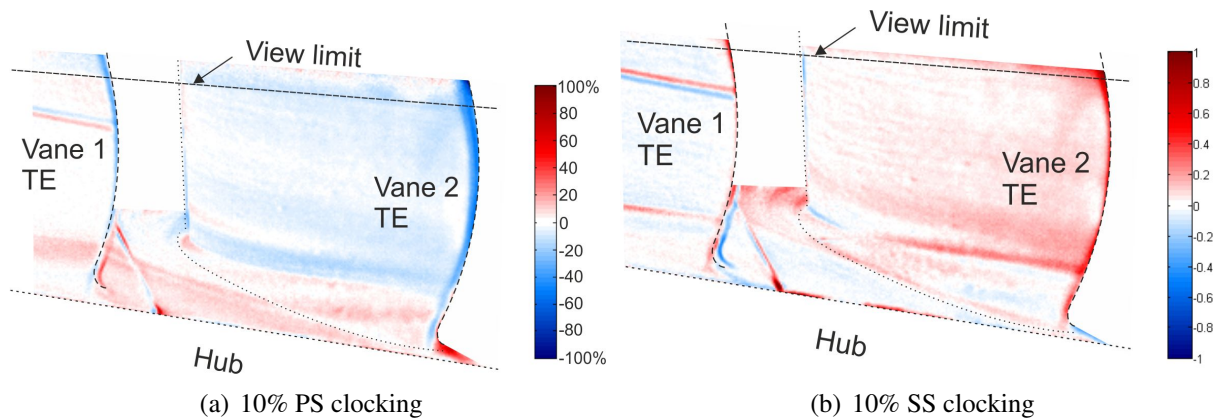 View limit
Vane 1
TE
Vane 2
TE
Hub
100%
80
60
40
20
0
-20
-40
-60
-80
-100%
(a) 10% PS clocking
View limit
Vane 1
TE
Vane 2
TE
Hub
1
0.8
0.6
0.4
0.2
0
-0.2
-0.4
-0.6
-0.8
-1
(b) 10% SS clocking